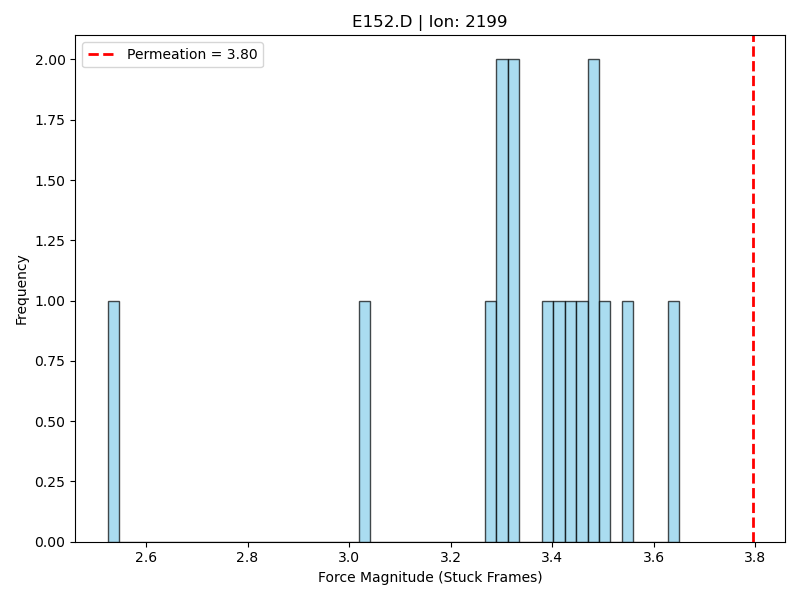 E152.D | Ion: 2199
Permeation = 3.80
2.00
1.75
1.50
1.25
1.00
0.75
0.50
0.25
0.00
Frequency
2.6 2.8 3.0 3.2 3.4 3.6 3.8
Force Magnitude (Stuck Frames)